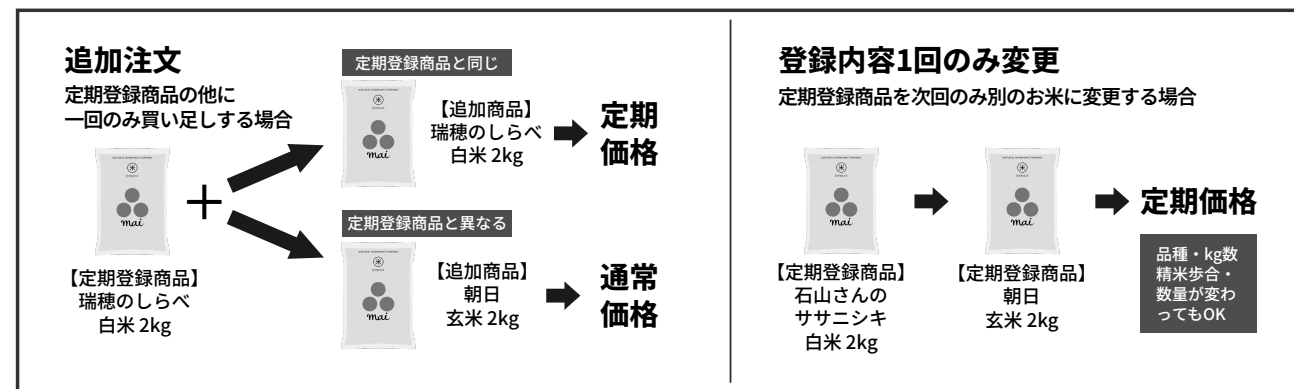 追加注文
定期登録商品の他に
一回のみ買い足しする場合
mai
【定期登録商品】
瑞穂のしらべ
白米 2kg
＋
定期登録商品と同じ
米
mai
【追加商品】
瑞穂のしらべ
白米 2kg
定期
価格
定期登録商品と異なる
米
mai
【追加商品】
朝日
玄米 2kg
通常
価格
登録内容1回のみ変更
定期登録商品を次回のみ別のお米に変更する場合
米
mai
【定期登録商品】
石山さんの
ササニシキ
白米 2kg
米
mai
【定期登録商品】
朝日
玄米 2kg
定期価格
品種・kg数
精米歩合・
数量が変わ
ってもOK